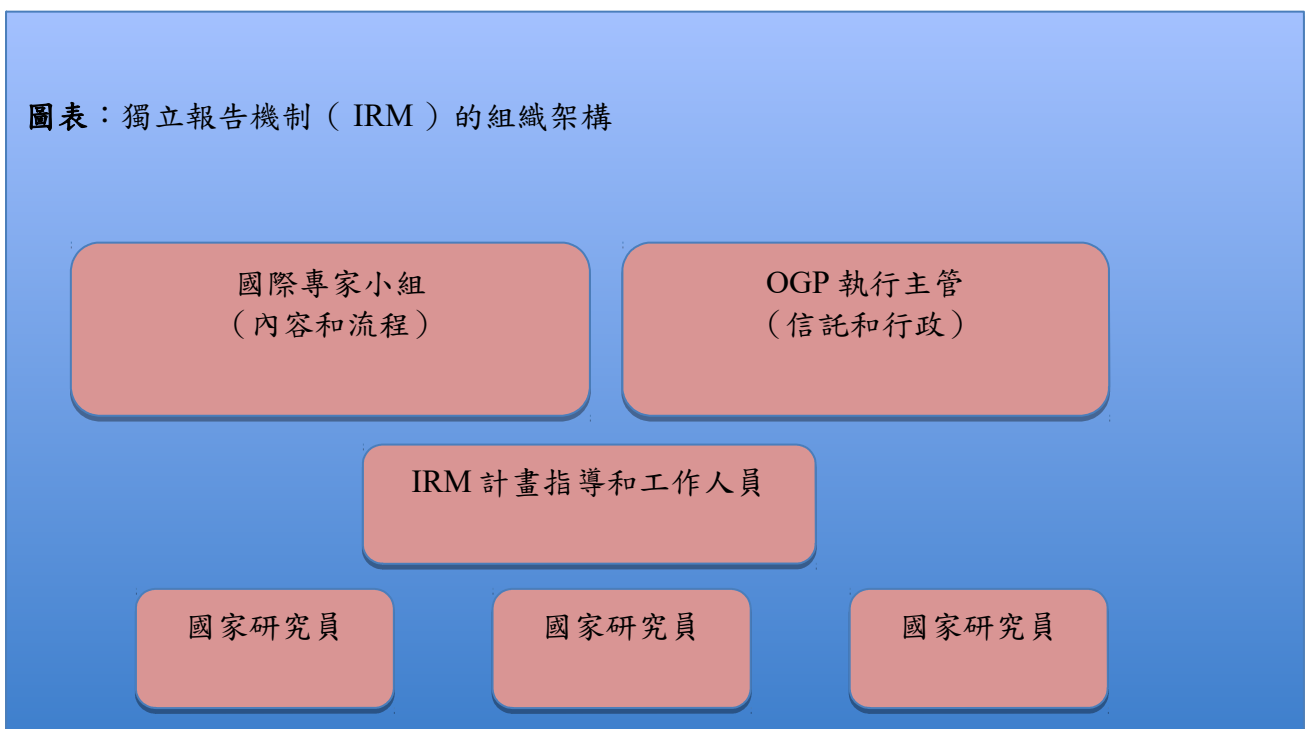 圖表：獨立報告機制（ IRM ）的組織架構
國際專家小組
（內容和流程）
OGP 執行主管
（信託和行政）
IRM 計畫指導和工作人員
國家研究員
國家研究員
國家研究員